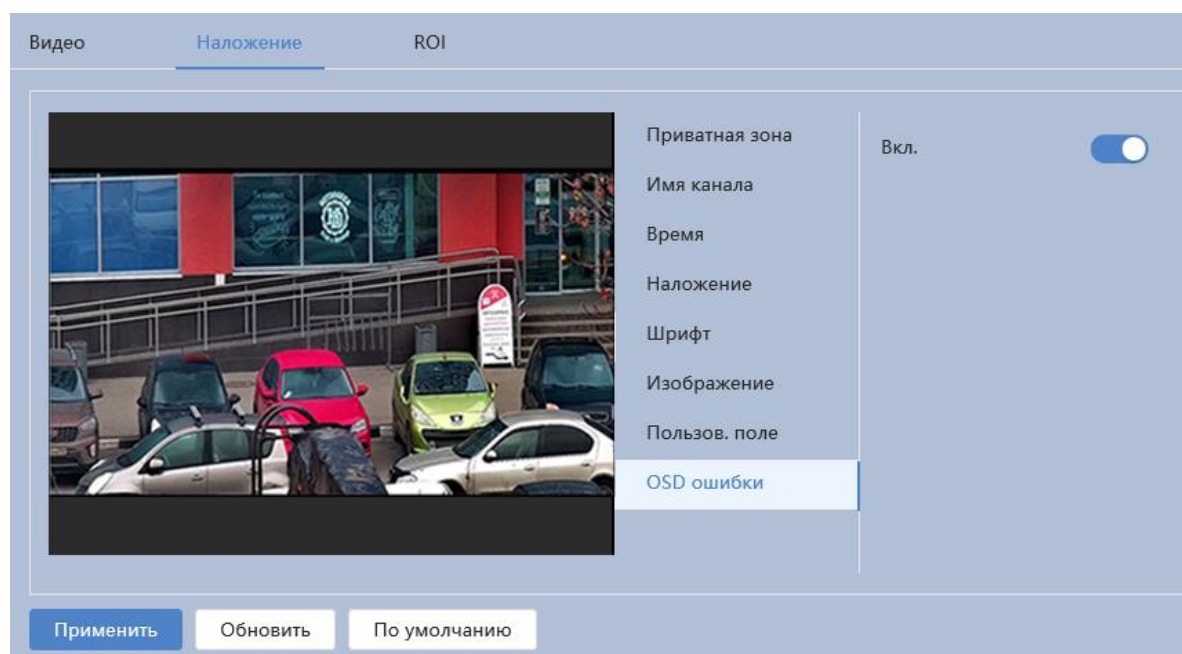 Видео Наложение ROI
Приватная зона
Вкл.
Имя канала
Время
Наложение
Шрифт
Изображение
Пользов. поле
OSD ошибки
Применить Обновить По умолчанию